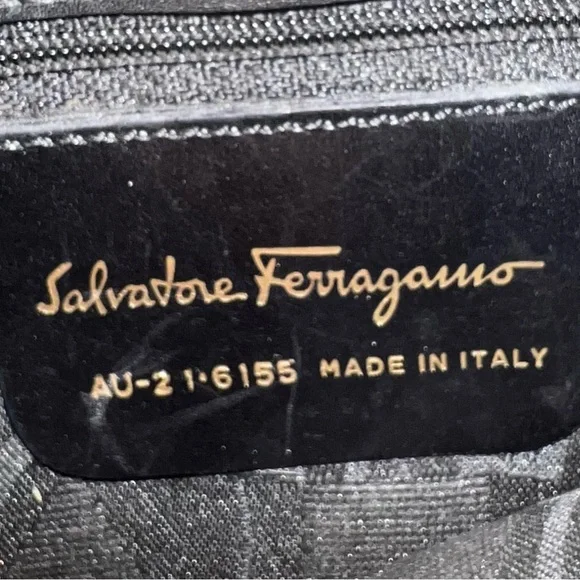 Salvatore Ferragamo
AU-21·6155 MADE IN ITALY